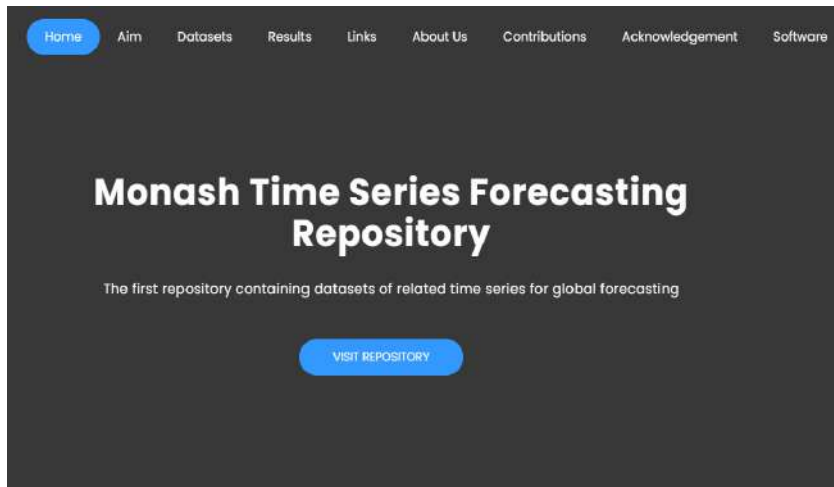 Home Aim Datasets Results Links About Us Contributions Acknowledgement Software
Monash Time Series Forecasting
Repository
The first repository containing datasets of related time series for global forecasting
VISIT REPOSITORY